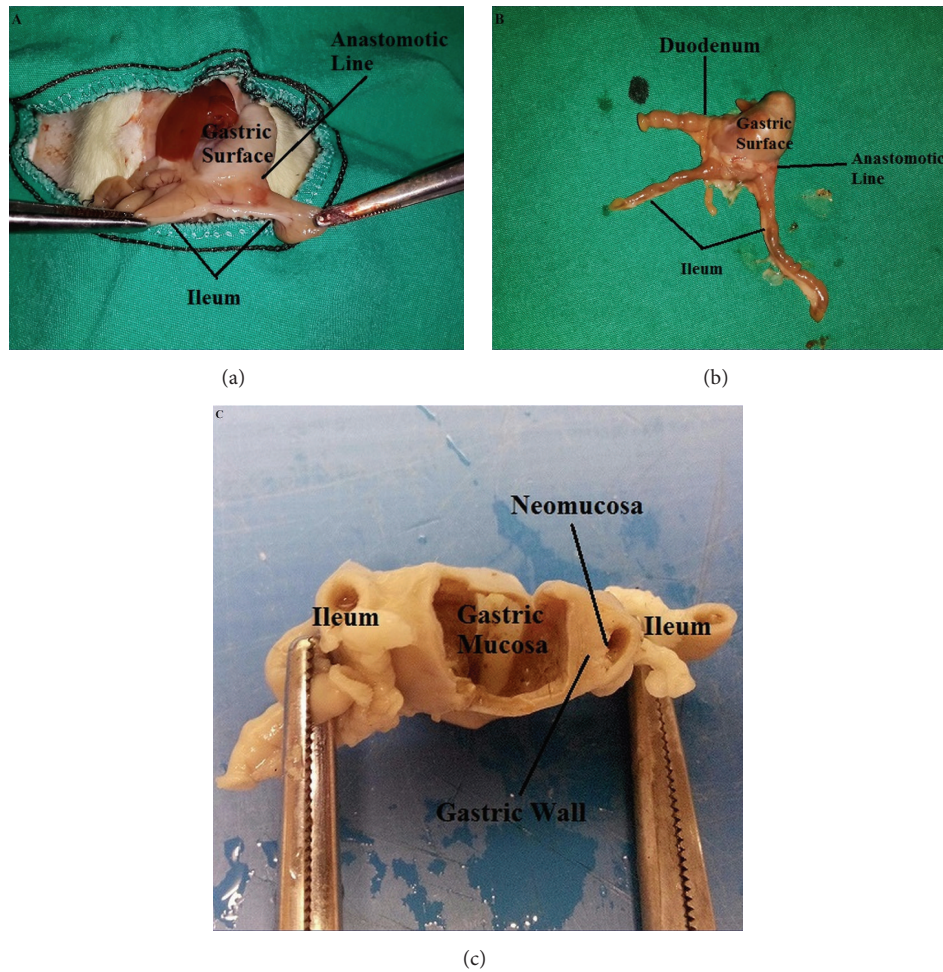 A
Anastomotic
Line
Gastric
Surface
Ileum
(a)
B
Duodenum
Gastric
Surface
Anastomotic
Line
Ileum
(b)
C
Neomucosa
Ileum
Gastric
Mucosa
Ileum
Gastric Wall
(c)